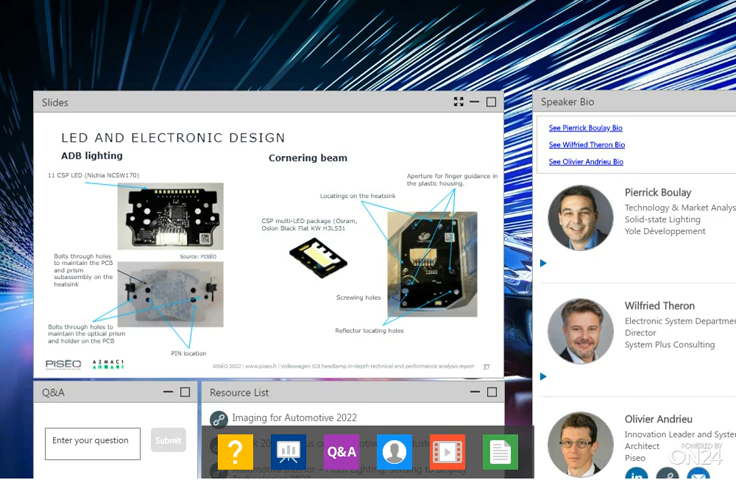 Slides
LED AND ELECTRONIC DESIGN
ADB lighting
Cornering beam
11 CSP LED (Nichia NCSW170)
Aperture for finger guidance in
the plastic housing.
Locatings on the heatsink
CSP multi-LED package (Osram,
Oslon Black Flat KW H3L531
Source: PISEO
Bolts through holes
to maintain the PCB
and prism
subassembly on the
heatsink
Screwing holes
Bolts through holes to
maintain the optical prism
and holder on the PCB
PIN location
Reflector locating holes
PISEO
PISEO 2022 | www.piseo.fr | Volkswagen ID3 headlamp in-depth technical and performance analysis report
37
Speaker Bio
See Pierrick Boulay Bio
See Wilfried Theron Bio
See Olivier Andrieu Bio
Pierrick Boulay
Technology & Market Analys
Solid-state Lighting
Yole Développement
Wilfried Theron
Electronic System Departme
Director
System Plus Consulting
Olivier Andrieu
Innovation Leader and Syste
Architect
Piseo
POWERED BY
ON24
Q&A
Enter your question
Submit
Resource List
Imaging for Automotive 2022
Q&A